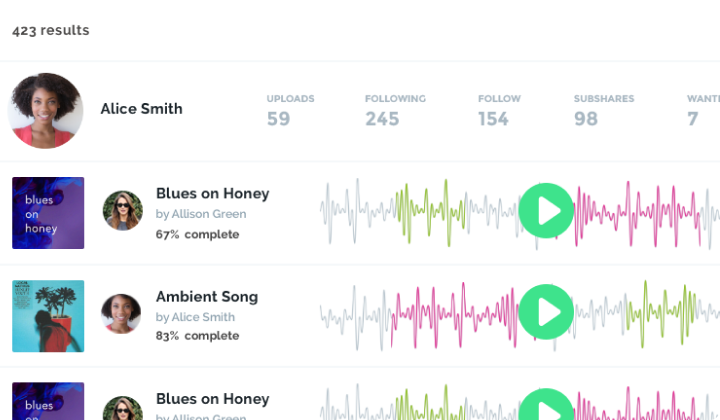 423 results
Alice Smith
UPLOADS FOLLOWING FOLLOW SUBSHARES
59 245 154 98 7
blues
on
honey
Blues on Honey
by Allison Green
67% complete
Ambient Song
by Alice Smith
83% complete
blues
on
Blues on Honey
by Allison Green